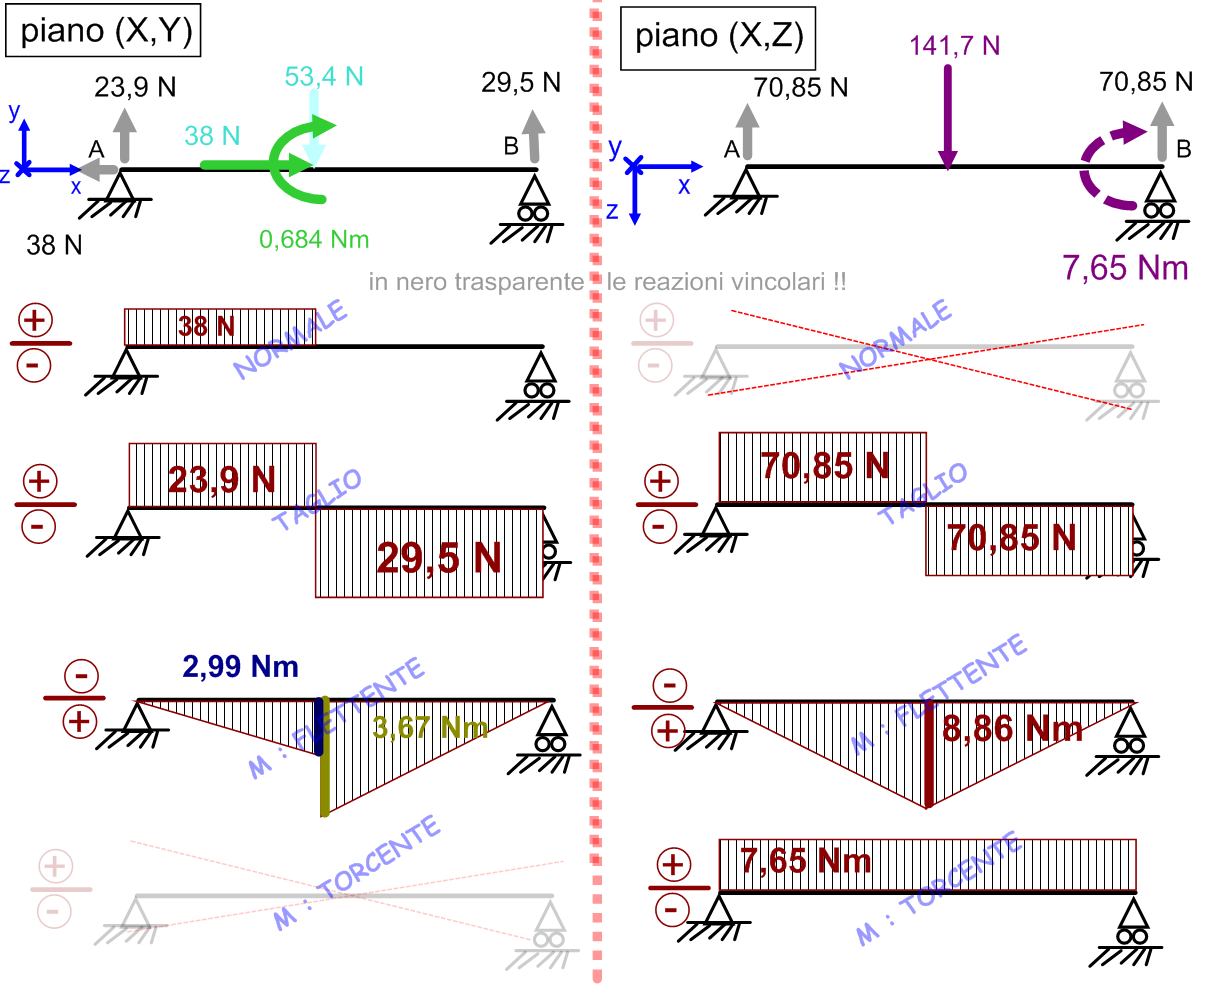 piano (X,Y)
23,9 N
53,4 N
29,5 N
y
38 N
A
B
z
x
38 N
0,684 Nm
piano (X,Z)
141,7 N
70,85 N
70,85 N
y
A
B
x
z
7,65 Nm
in nero trasparente le reazioni vincolari !!
+
-
38 N
NORMALE
+
-
NORMALE
+
-
23,9 N
TAGLIO
29,5 N
+
-
70,85 N
TAGLIO
70,85 N
-
+
2,99 Nm
M : FLETTENTE
3,67 Nm
-
+
M : FLETTENTE
8,86 Nm
+
-
M : TORCENTE
+
-
7,65 Nm
M : TORCENTE